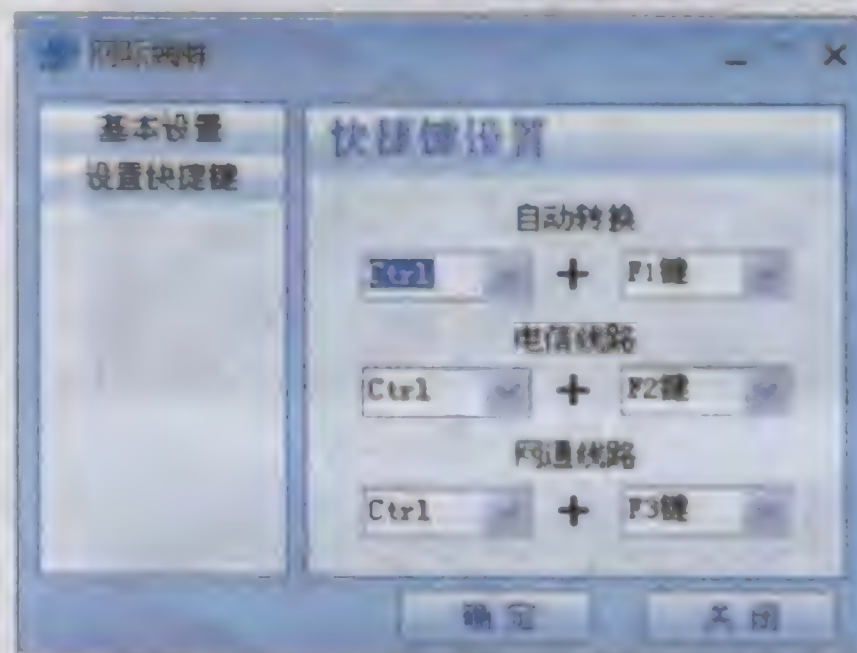 基本设置
设置快捷键
快捷键设置
自动转换
Ctrl + F1键
电信线路
Ctrl + F2键
网通线路
Ctrl + F3键
确定 关闭